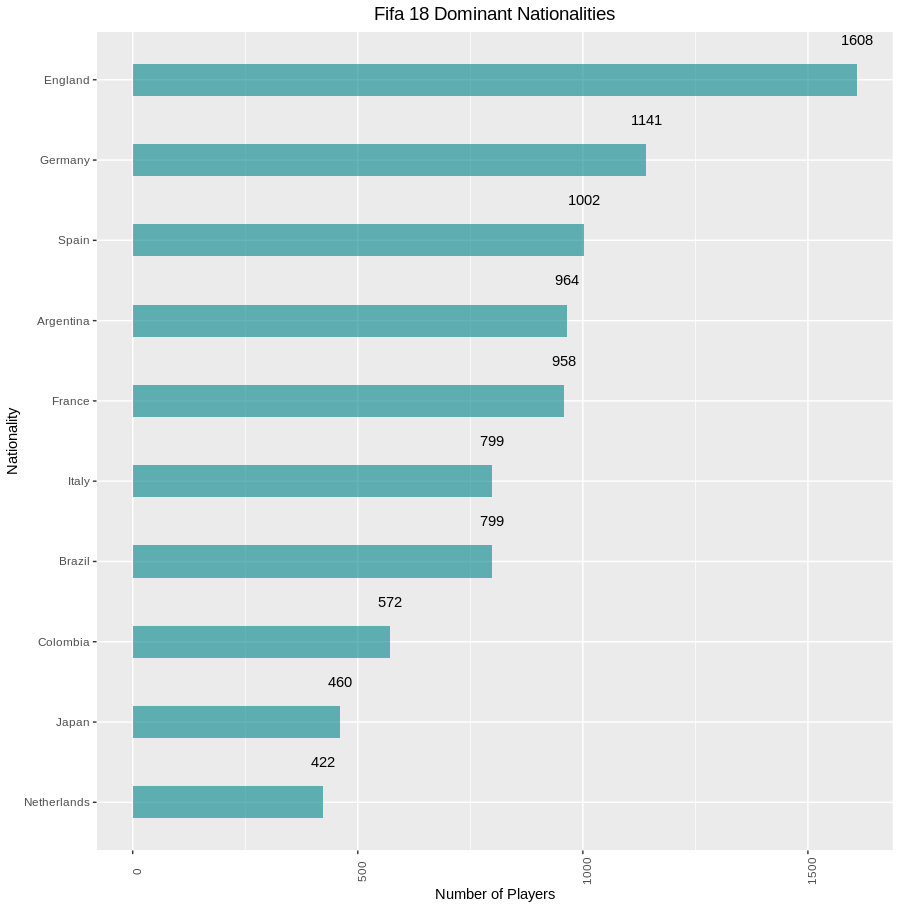 Fifa 18 Dominant Nationalities
1608
England
1141
Germany
1002
Spain
964
Argentina
958
France
799
Italy
799
Brazil
572
Colombia
460
Japan
422
Netherlands
Nationality
0
500
1000
1500
Number of Players